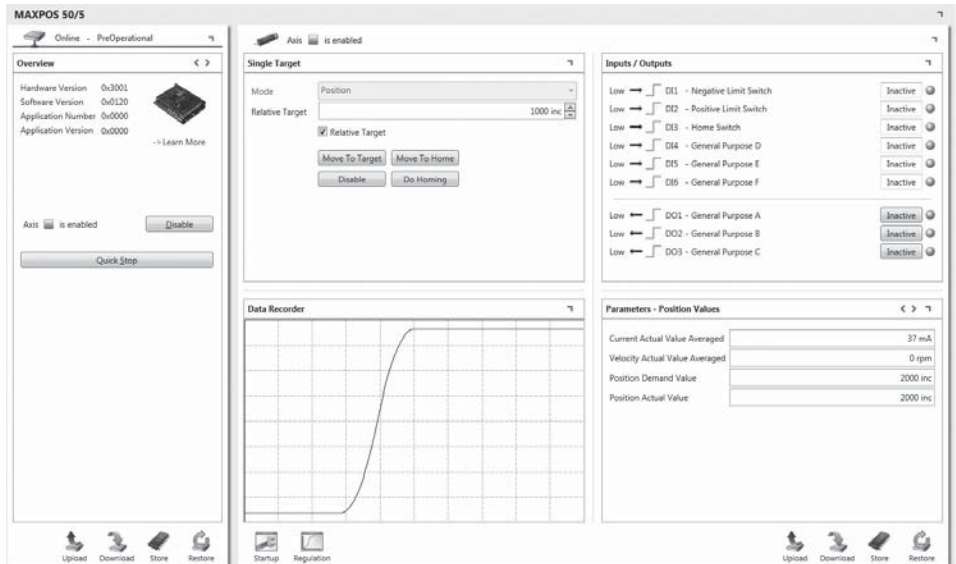 MAXPOS 50/5
Online - PreOperational
Overview
Hardware Version 0x3001
Software Version 0x0120
Application Number 0x0000
Application Version 0x0000
-> Learn More
Axis is enabled Disable
Quick Stop
Upload Download Store Restore
Axis is enabled
Single Target
Mode Position
Relative Target 1000 inc
Relative Target
Move To Target Move To Home
Disable Do Homing
Inputs / Outputs
Low DI1 - Negative Limit Switch Inactive
Low DI2 - Positive Limit Switch Inactive
Low DI3 - Home Switch Inactive
Low DI4 - General Purpose D Inactive
Low DI5 - General Purpose E Inactive
Low DI6 - General Purpose F Inactive
Low DO1 - General Purpose A Inactive
Low DO2 - General Purpose B Inactive
Low DO3 - General Purpose C Inactive
Data Recorder
Parameters - Position Values
Current Actual Value Averaged 37 mA
Velocity Actual Value Averaged 0 rpm
Position Demand Value 2000 inc
Position Actual Value 2000 inc
Startup Regulation
Upload Download Store Restore